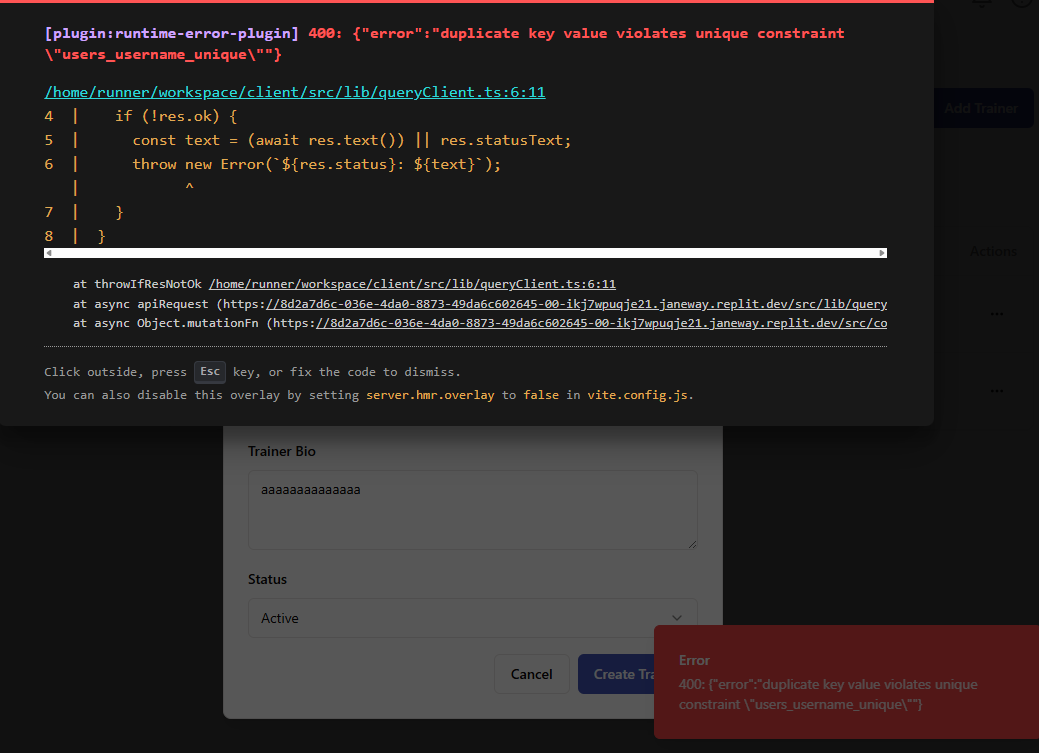 [plugin:runtime-error-plugin] 400: {"error":"duplicate key value violates unique constraint
\"users_username_unique\""}
/home/runner/workspace/client/src/lib/queryClient.ts:6:11
4 | if (!res.ok) {
5 | const text = (await res.text()) || res.statusText;
6 | throw new Error(`${res.status}: ${text}`);
| ^
7 | }
8 | }
at throwIfResNotOk /home/runner/workspace/client/src/lib/queryClient.ts:6:11
at async apiRequest (https://8d2a7d6c-036e-4da0-8873-49da6c602645-00-ikj7wpuqje21.janeway.replit.dev/src/lib/query
at async Object.mutationFn (https://8d2a7d6c-036e-4da0-8873-49da6c602645-00-ikj7wpuqje21.janeway.replit.dev/src/co
Click outside, press Esc key, or fix the code to dismiss.
You can also disable this overlay by setting server.hmr.overlay to false in vite.config.js.
Add Trainer
Actions
...
...
Trainer Bio
aaaaaaaaaaaaaa
Status
Active
Cancel
Create Tra
Error
400: {"error":"duplicate key value violates unique
constraint \"users_username_unique\""}